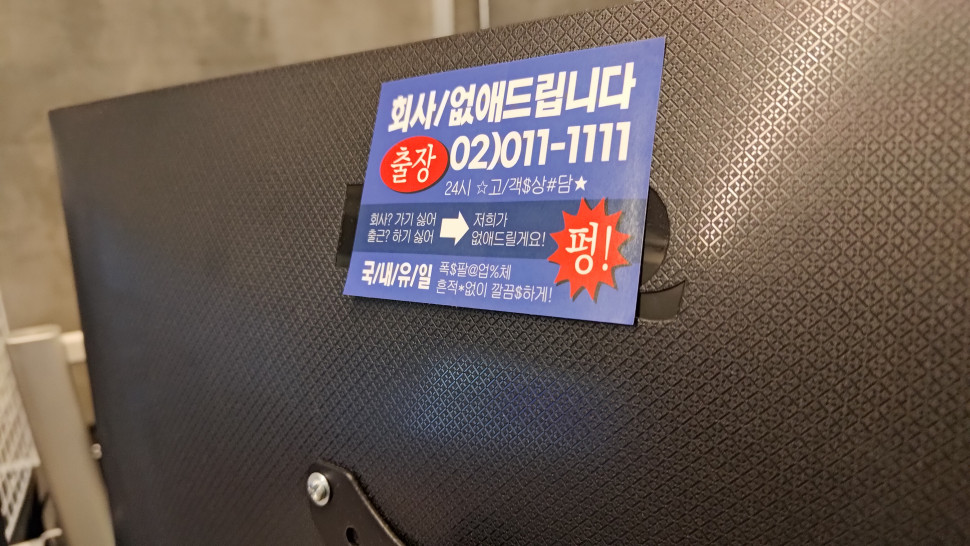 회사/없애드립니다
출장 02)011-1111
24시 ☆고/객$상#담★
회사? 가기 싫어
출근? 하기 싫어
저희가
없애드릴게요!
펑!
국/내/유/일
폭$팔@업%체
흔적*없이 깔끔$하게!